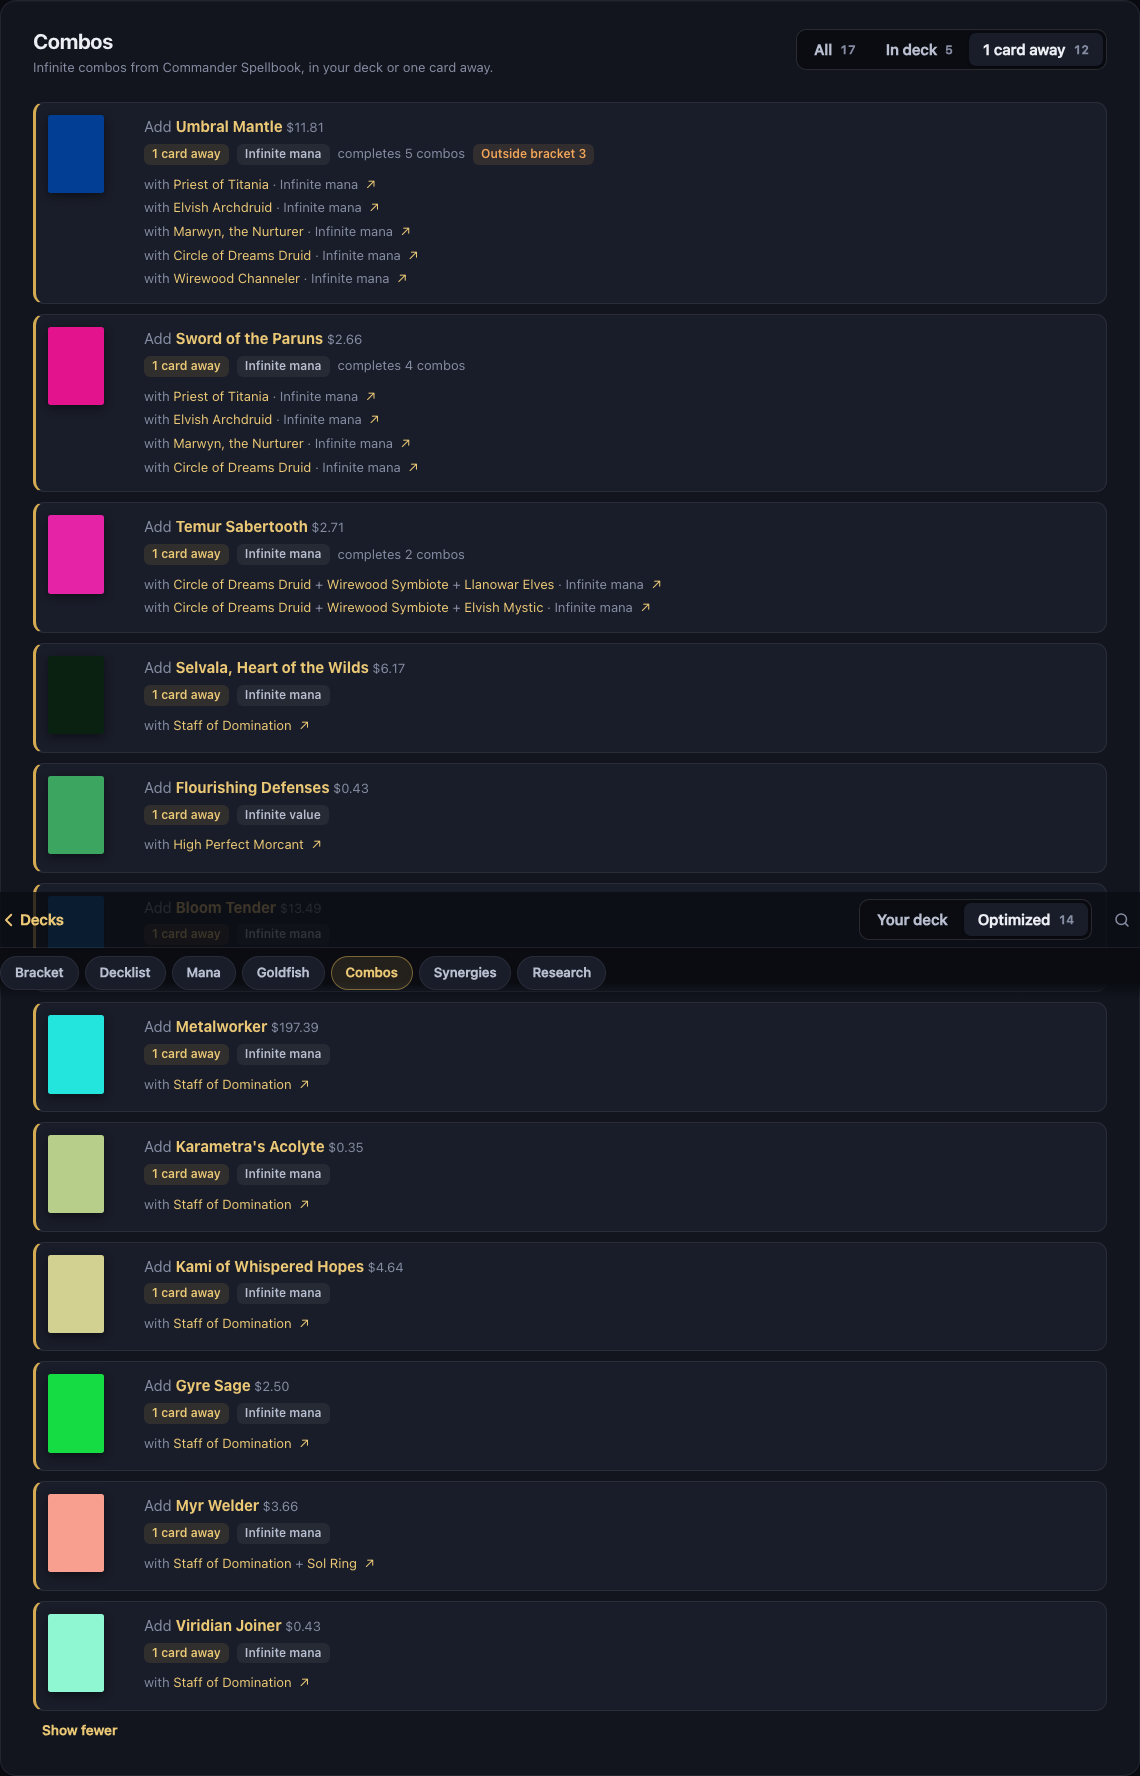 Combos
All 17 In deck 5 1 card away 12
Infinite combos from Commander Spellbook, in your deck or one card away.
Add Umbral Mantle $11.81
1 card away Infinite mana completes 5 combos Outside bracket 3
with Priest of Titania · Infinite mana ↗
with Elvish Archdruid · Infinite mana ↗
with Marwyn, the Nurturer · Infinite mana ↗
with Circle of Dreams Druid · Infinite mana ↗
with Wirewood Channeler · Infinite mana ↗
Add Sword of the Paruns $2.66
1 card away Infinite mana completes 4 combos
with Priest of Titania · Infinite mana ↗
with Elvish Archdruid · Infinite mana ↗
with Marwyn, the Nurturer · Infinite mana ↗
with Circle of Dreams Druid · Infinite mana ↗
Add Temur Sabertooth $2.71
1 card away Infinite mana completes 2 combos
with Circle of Dreams Druid + Wirewood Symbiote + Llanowar Elves · Infinite mana ↗
with Circle of Dreams Druid + Wirewood Symbiote + Elvish Mystic · Infinite mana ↗
Add Selvala, Heart of the Wilds $6.17
1 card away Infinite mana
with Staff of Domination ↗
Add Flourishing Defenses $0.43
1 card away Infinite value
with High Perfect Morcant ↗
Add Bloom Tender $13.49
Decks
Your deck Optimized 14
1 card away Infinite mana
Bracket Decklist Mana Goldfish Combos Synergies Research
Add Metalworker $197.39
1 card away Infinite mana
with Staff of Domination ↗
Add Karametra's Acolyte $0.35
1 card away Infinite mana
with Staff of Domination ↗
Add Kami of Whispered Hopes $4.64
1 card away Infinite mana
with Staff of Domination ↗
Add Gyre Sage $2.50
1 card away Infinite mana
with Staff of Domination ↗
Add Myr Welder $3.66
1 card away Infinite mana
with Staff of Domination + Sol Ring ↗
Add Viridian Joiner $0.43
1 card away Infinite mana
with Staff of Domination ↗
Show fewer